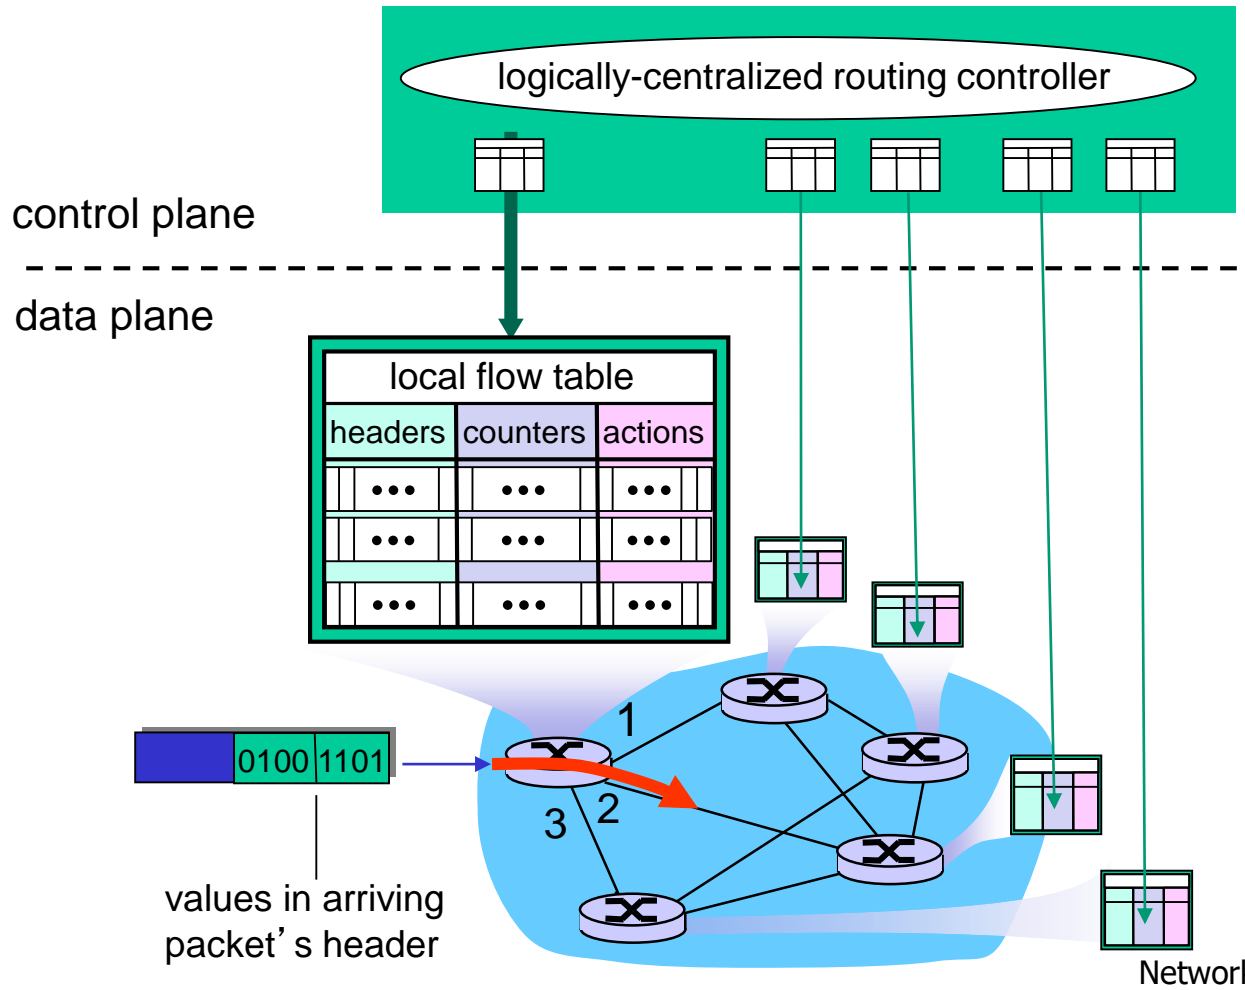 logically-centralized routing controller
control plane
data plane
local flow table
headers counters actions
1
0100 1101
2
3
values in arriving
packet’s header
Network